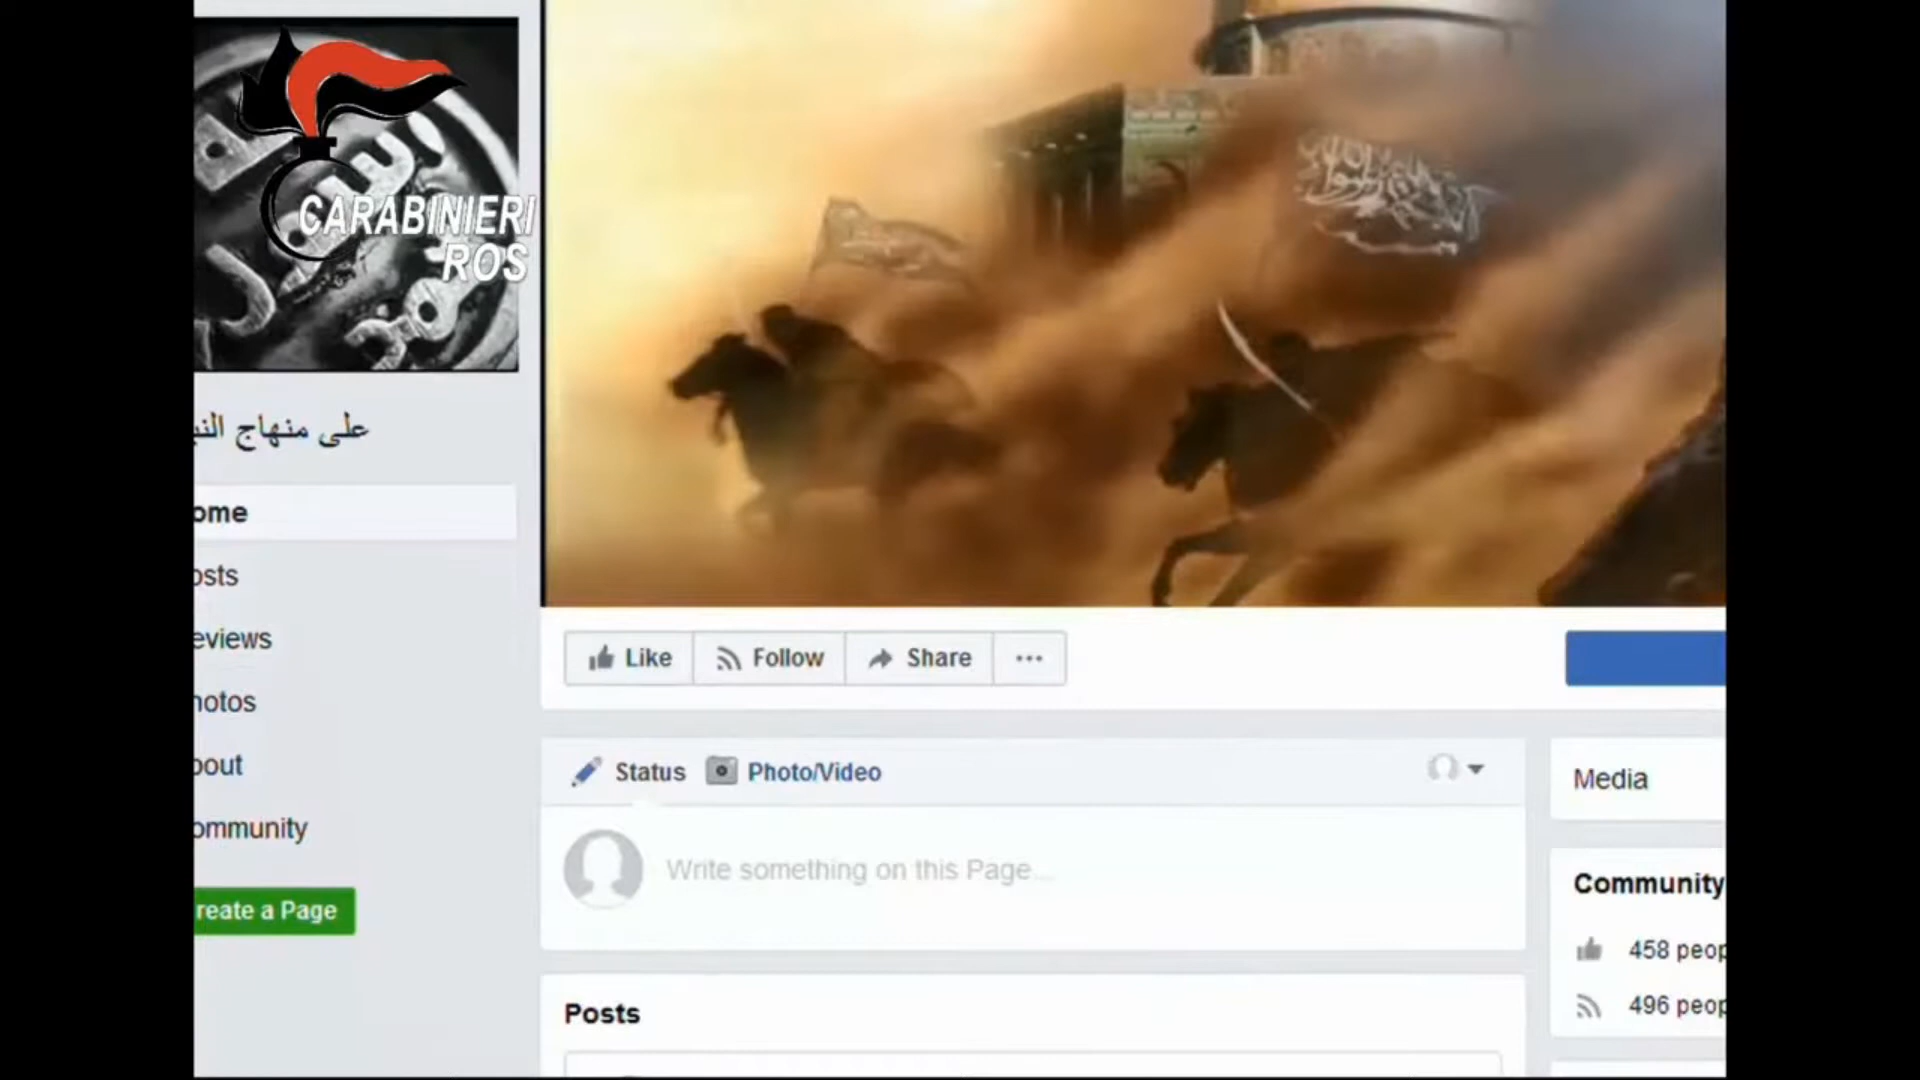 CARABINIERI
ROS
على منهاج النب
ome
osts
eviews
hotos
bout
ommunity
reate a Page
Like Follow Share
Status Photo/Video
Write something on this Page...
Posts
Media
Community
458 peop
496 peop